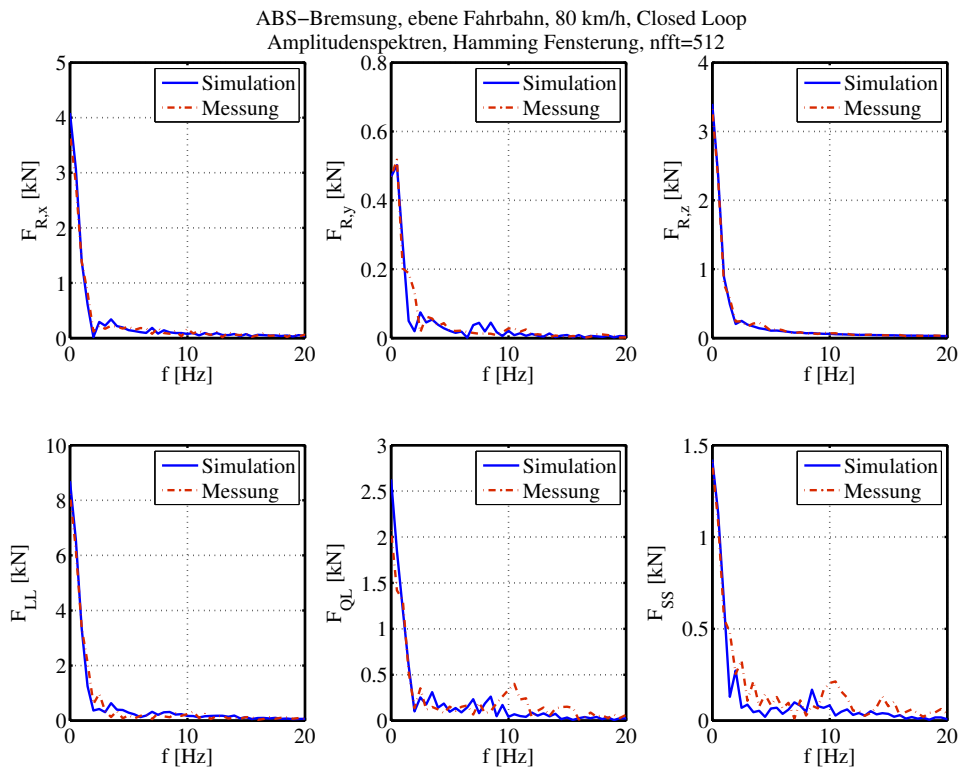 ABS−Bremsung, ebene Fahrbahn, 80 km/h, Closed Loop
Amplitudenspektren, Hamming Fensterung, nfft=512
5
4
3
2
1
0
F_R,x [kN]
Simulation
Messung
0
10
20
f [Hz]
0.8
0.6
0.4
0.2
0
F_R,y [kN]
Simulation
Messung
0
10
20
f [Hz]
4
3
2
1
0
F_R,z [kN]
Simulation
Messung
0
10
20
f [Hz]
10
8
6
4
2
0
F_LL [kN]
Simulation
Messung
0
10
20
f [Hz]
3
2.5
2
1.5
1
0.5
0
F_QL [kN]
Simulation
Messung
0
10
20
f [Hz]
1.5
1
0.5
0
F_SS [kN]
Simulation
Messung
0
10
20
f [Hz]